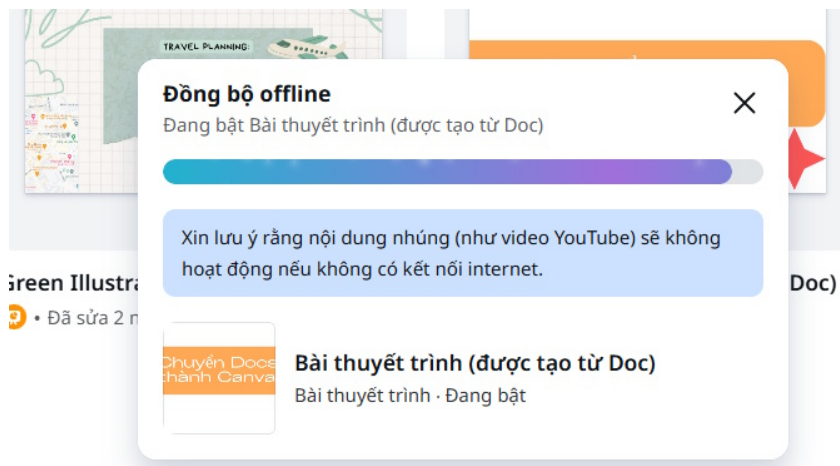 TRAVEL PLANNING:
Đồng bộ offline
Đang bật Bài thuyết trình (được tạo từ Doc)
Xin lưu ý rằng nội dung nhúng (như video YouTube) sẽ không
hoạt động nếu không có kết nối internet.
Green Illustra
Doc)
• Đã sửa 2 n
Chuyển Docs
thành Canva
Bài thuyết trình (được tạo từ Doc)
Bài thuyết trình · Đang bật